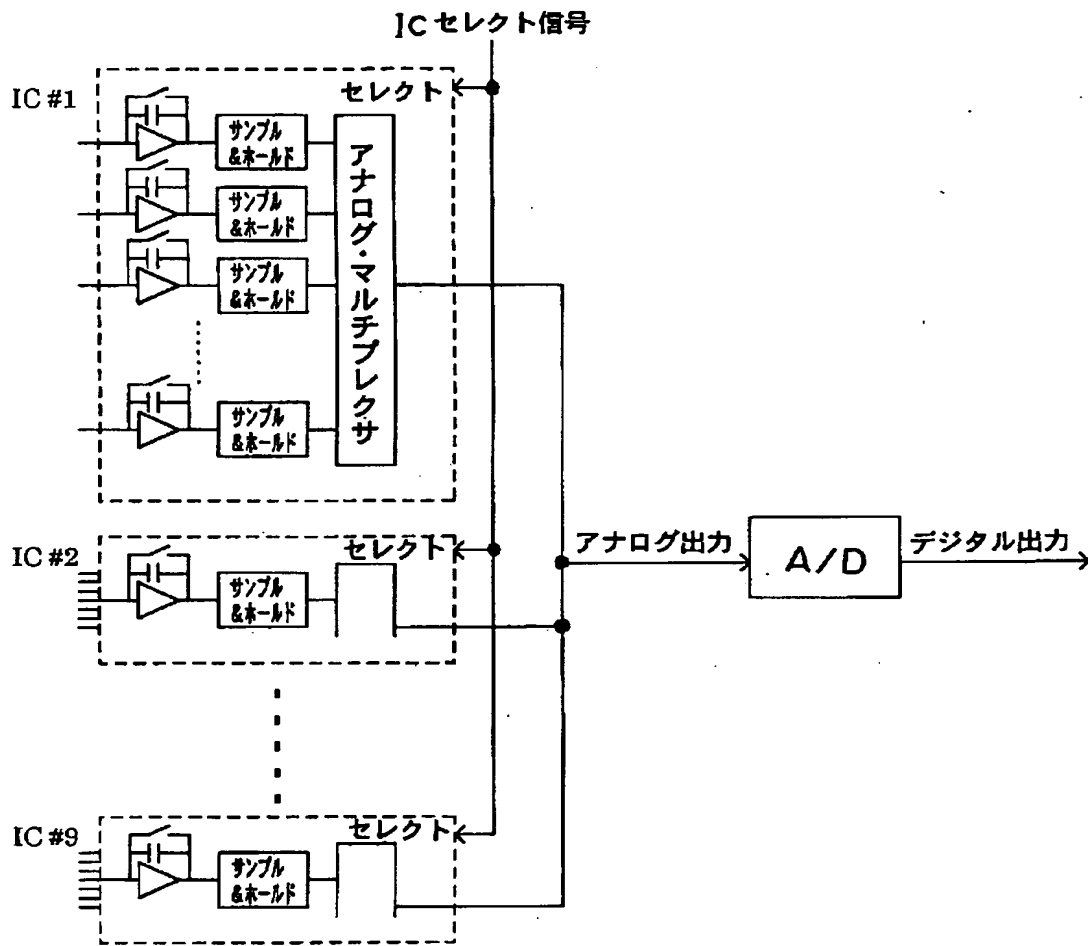 ICセレクト信号
IC #1
セレクト
サンプル
&ホールド
サンプル
&ホールド
サンプル
&ホールド
サンプル
&ホールド
アナログ・マルチプレクサ
IC #2
セレクト
サンプル
&ホールド
アナログ出力
A/D
デジタル出力
IC #9
セレクト
サンプル
&ホールド